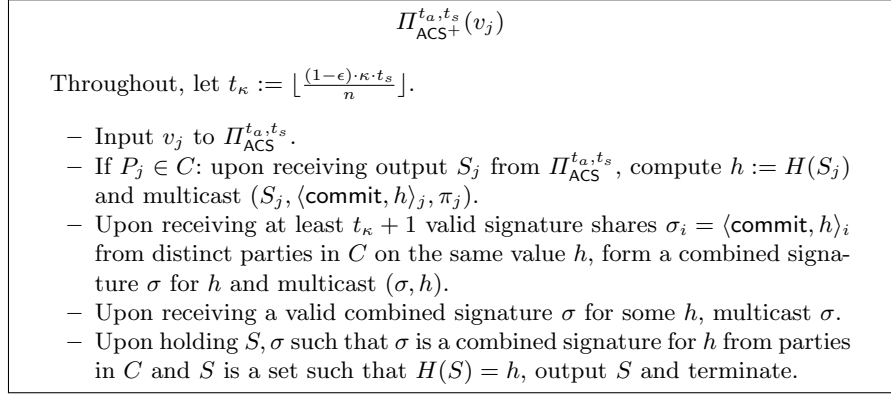 Π^{t_a,t_s}_{ACS^+}(v_j)
Throughout, let t_κ := ⌊\frac{(1−ϵ)·κ·t_s}{n}⌋.
– Input v_j to Π^{t_a,t_s}_{ACS}.
– If P_j ∈ C: upon receiving output S_j from Π^{t_a,t_s}_{ACS}, compute h := H(S_j)
and multicast (S_j, ⟨commit, h⟩_j, π_j).
– Upon receiving at least t_κ + 1 valid signature shares σ_i = ⟨commit, h⟩_i
from distinct parties in C on the same value h, form a combined signa-
ture σ for h and multicast (σ, h).
– Upon receiving a valid combined signature σ for some h, multicast σ.
– Upon holding S, σ such that σ is a combined signature for h from parties
in C and S is a set such that H(S) = h, output S and terminate.